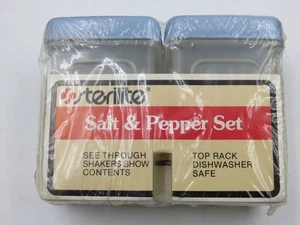 sterilite
Salt & Pepper Set
SEE THROUGH
SHAKERS SHOW
CONTENTS
TOP RACK
DISHWASHER
SAFE